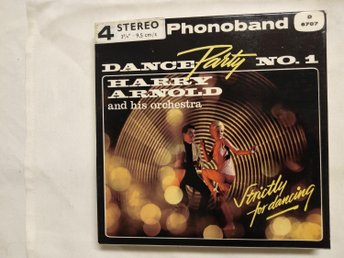 4 STEREO Phonoband
3¾" · 9.5 cm/s
D
6707
DANCE Party NO. 1
HARRY
ARNOLD
and his orchestra
Strictly
for dancing